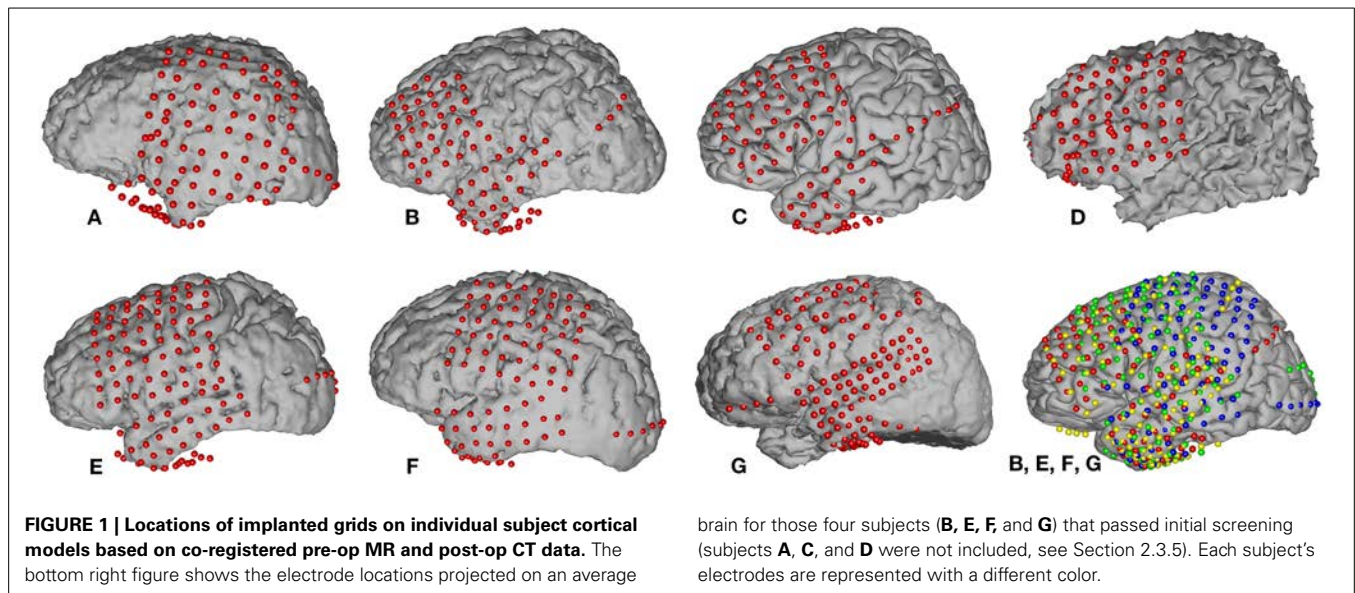 A
B
C
D
E
F
G
B, E, F, G
FIGURE 1 | Locations of implanted grids on individual subject cortical
models based on co-registered pre-op MR and post-op CT data. The
bottom right figure shows the electrode locations projected on an average
brain for those four subjects (B, E, F, and G) that passed initial screening
(subjects A, C, and D were not included, see Section 2.3.5). Each subject's
electrodes are represented with a different color.